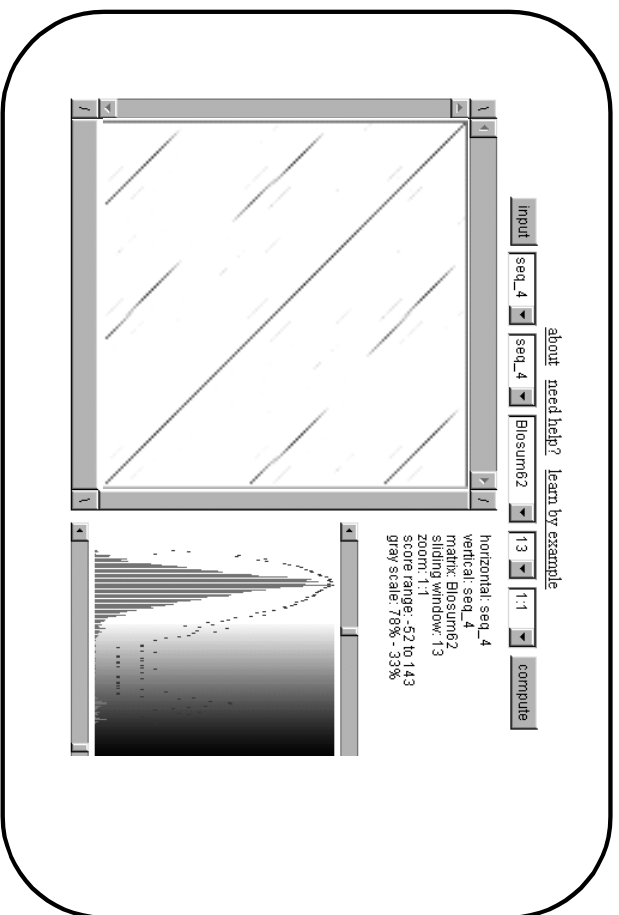 about need help? learn by example
input seq_4 seq_4 Blosum62 13 1:1 compute
horizontal: seq_4
vertical: seq_4
matrix: Blosum62
sliding window: 13
zoom: 1:1
score range: -52 to 143
gray scale: 78% - 33%